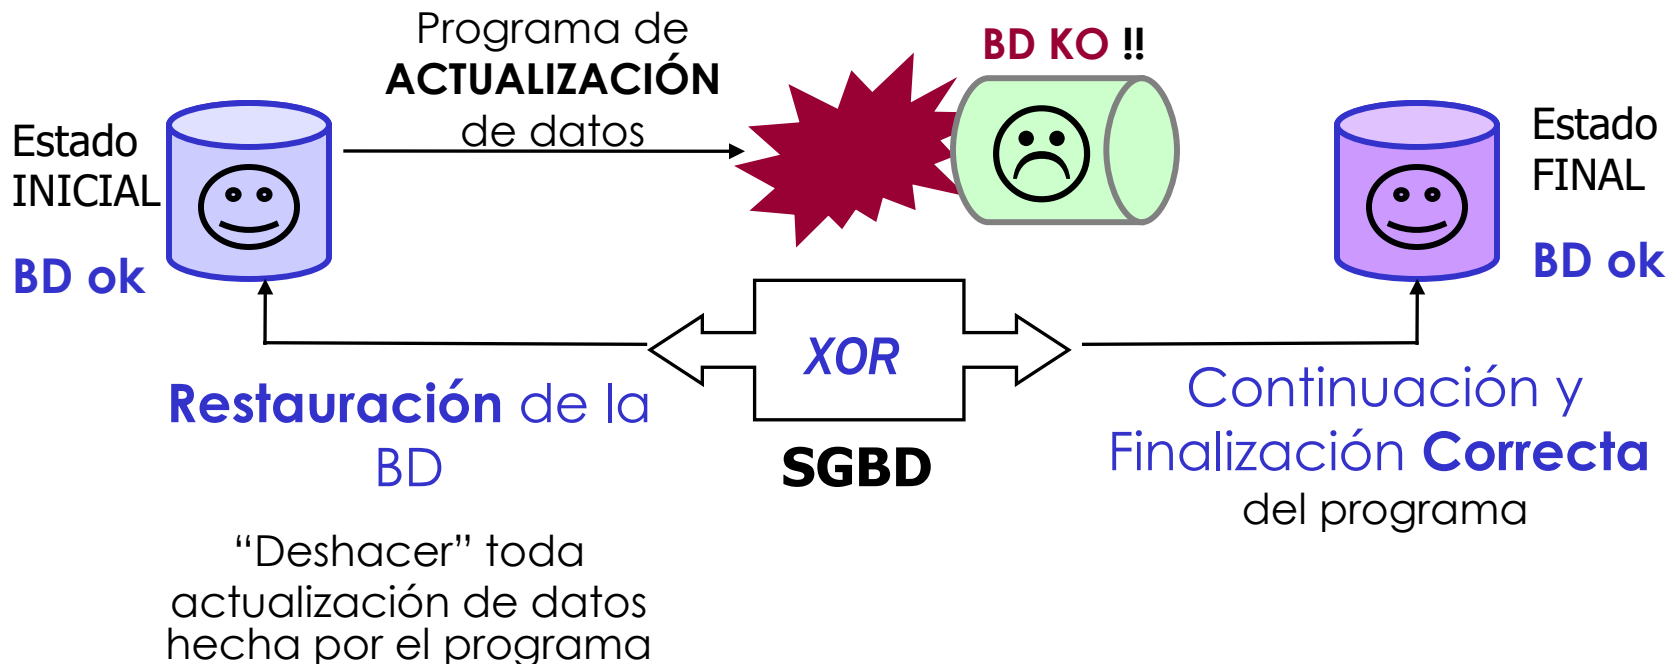 Programa de
ACTUALIZACIÓN
de datos
BD KO !!
Estado
INICIAL
BD ok
Estado
FINAL
BD ok
XOR
SGBD
Restauración de la
BD
“Deshacer” toda
actualización de datos
hecha por el programa
Continuación y
Finalización Correcta
del programa